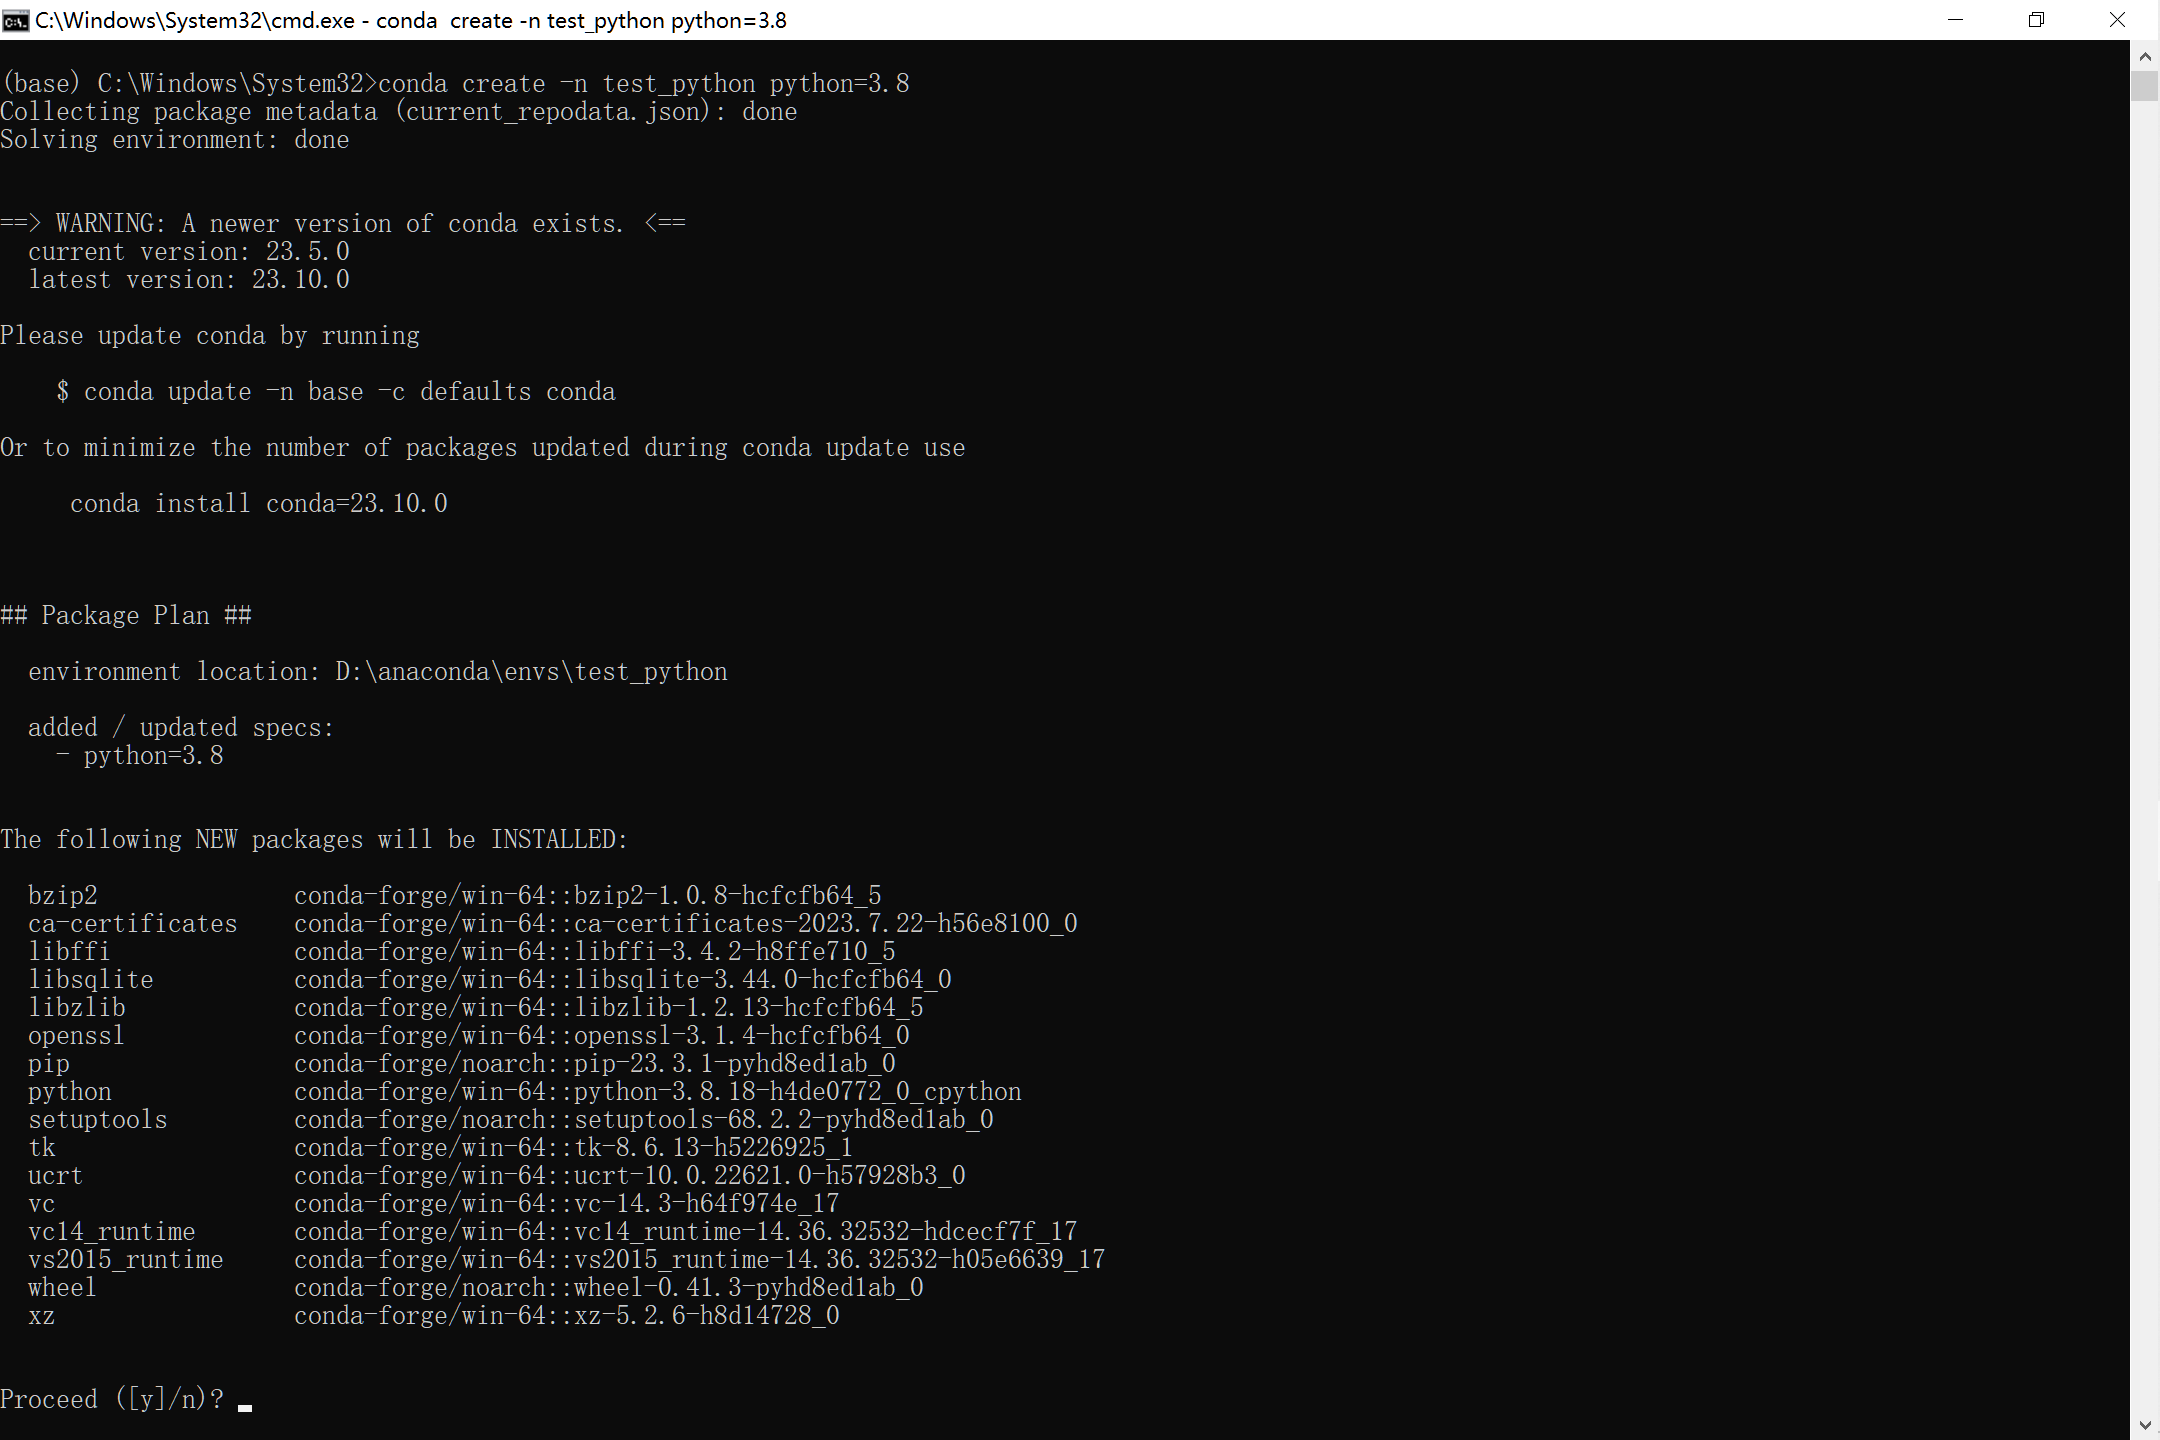 C:\Windows\System32\cmd.exe - conda  create -n test_python python=3.8
(base) C:\Windows\System32>conda create -n test_python python=3.8
Collecting package metadata (current_repodata.json): done
Solving environment: done
==> WARNING: A newer version of conda exists. <==
  current version: 23.5.0
  latest version: 23.10.0
Please update conda by running
    $ conda update -n base -c defaults conda
Or to minimize the number of packages updated during conda update use
     conda install conda=23.10.0
## Package Plan ##
  environment location: D:\anaconda\envs\test_python
  added / updated specs:
    - python=3.8
The following NEW packages will be INSTALLED:
  bzip2              conda-forge/win-64::bzip2-1.0.8-hcfcfb64_5
  ca-certificates    conda-forge/win-64::ca-certificates-2023.7.22-h56e8100_0
  libffi             conda-forge/win-64::libffi-3.4.2-h8ffe710_5
  libsqlite          conda-forge/win-64::libsqlite-3.44.0-hcfcfb64_0
  libzlib            conda-forge/win-64::libzlib-1.2.13-hcfcfb64_5
  openssl            conda-forge/win-64::openssl-3.1.4-hcfcfb64_0
  pip                conda-forge/noarch::pip-23.3.1-pyhd8ed1ab_0
  python             conda-forge/win-64::python-3.8.18-h4de0772_0_cpython
  setuptools         conda-forge/noarch::setuptools-68.2.2-pyhd8ed1ab_0
  tk                 conda-forge/win-64::tk-8.6.13-h5226925_1
  ucrt               conda-forge/win-64::ucrt-10.0.22621.0-h57928b3_0
  vc                 conda-forge/win-64::vc-14.3-h64f974e_17
  vc14_runtime       conda-forge/win-64::vc14_runtime-14.36.32532-hdcecf7f_17
  vs2015_runtime     conda-forge/win-64::vs2015_runtime-14.36.32532-h05e6639_17
  wheel              conda-forge/noarch::wheel-0.41.3-pyhd8ed1ab_0
  xz                 conda-forge/win-64::xz-5.2.6-h8d14728_0
Proceed ([y]/n)?